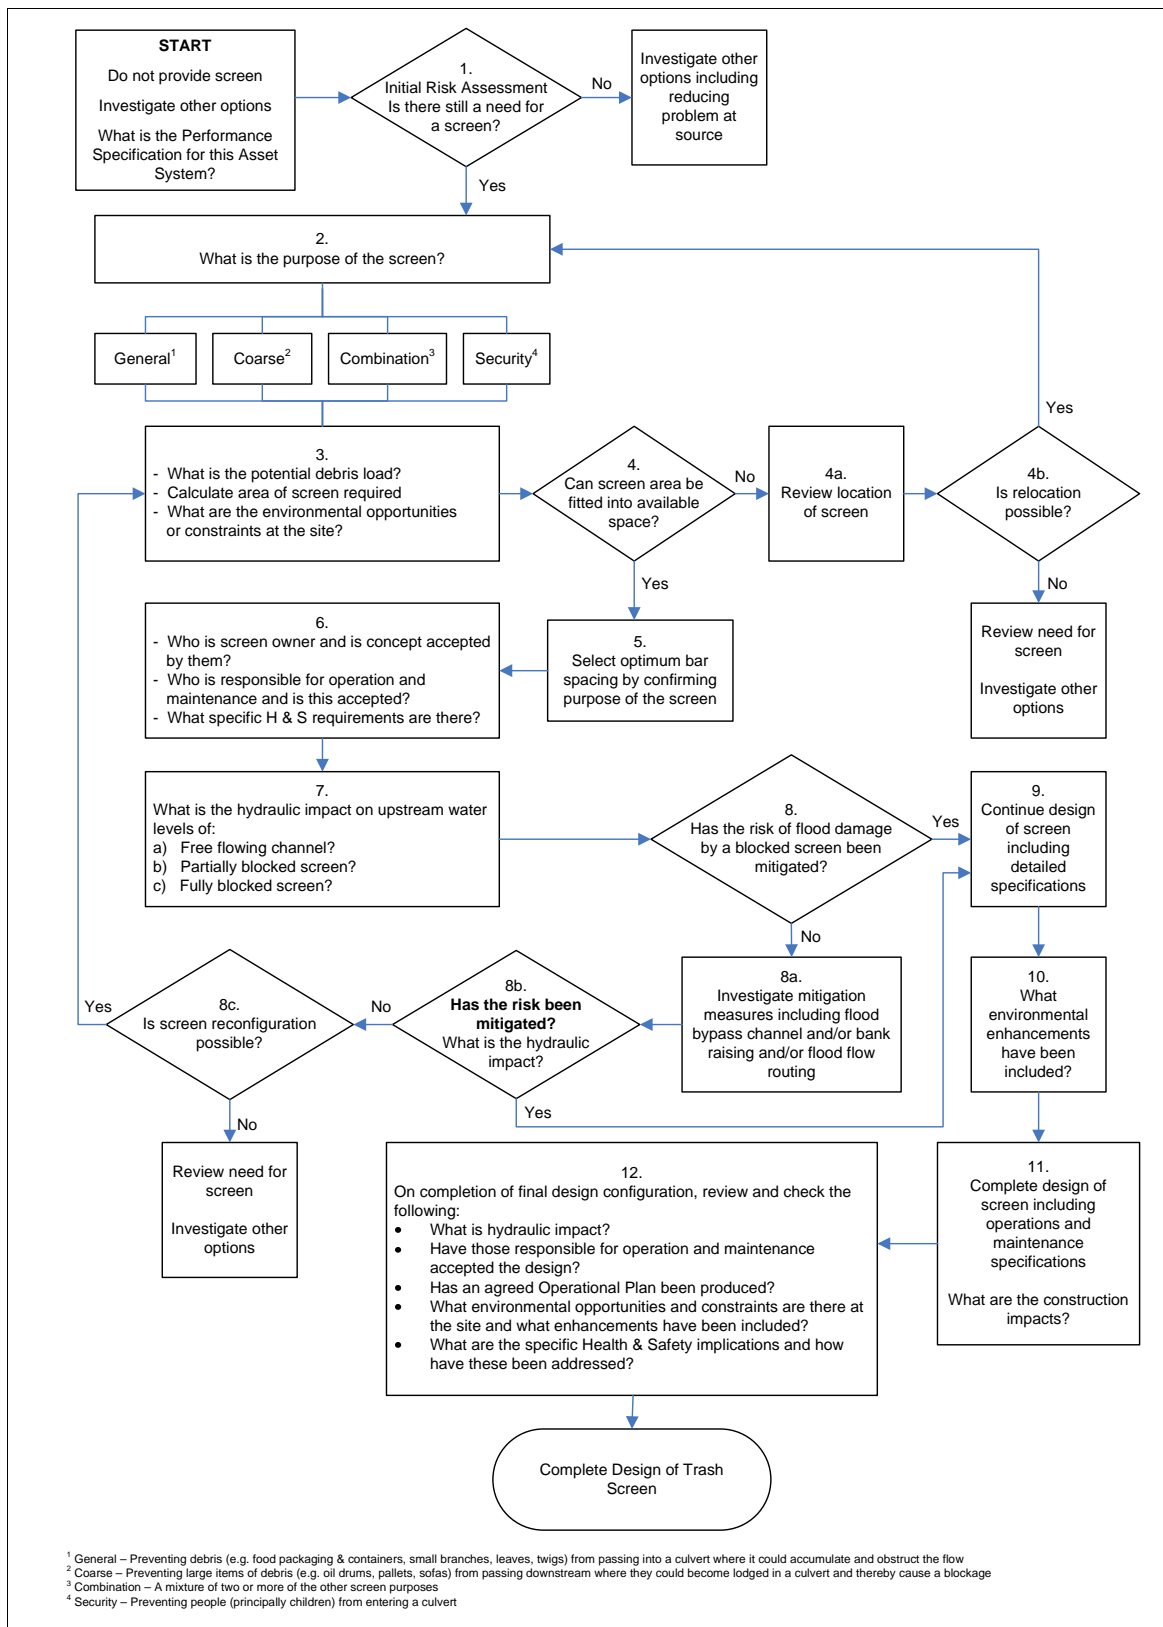 START
Do not provide screen
Investigate other options
What is the Performance
Specification for this Asset
System?
1.
Initial Risk Assessment
Is there still a need for
a screen?
No
Investigate other
options including
reducing
problem at
source
Yes
2.
What is the purpose of the screen?
General1
Coarse2
Combination3
Security4
Yes
3.
- What is the potential debris load?
- Calculate area of screen required
- What are the environmental opportunities
or constraints at the site?
4.
Can screen area be
fitted into available
space?
No
4a.
Review location
of screen
4b.
Is relocation
possible?
Yes
No
Review need for
screen
Investigate other
options
5.
Select optimum bar
spacing by confirming
purpose of the screen
6.
- Who is screen owner and is concept accepted
by them?
- Who is responsible for operation and
maintenance and is this accepted?
- What specific H & S requirements are there?
7.
What is the hydraulic impact on upstream water
levels of:
a) Free flowing channel?
b) Partially blocked screen?
c) Fully blocked screen?
8.
Has the risk of flood damage
by a blocked screen been
mitigated?
Yes
9.
Continue design
of screen
including
detailed
specifications
No
8a.
Investigate mitigation
measures including flood
bypass channel and/or bank
raising and/or flood flow
routing
8b.
Has the risk been
mitigated?
What is the hydraulic
impact?
No
Yes
8c.
Is screen reconfiguration
possible?
Yes
No
Review need for
screen
Investigate other
options
10.
What
environmental
enhancements
have been
included?
11.
Complete design of
screen including
operations and
maintenance
specifications
What are the construction
impacts?
12.
On completion of final design configuration, review and check the
following:
• What is hydraulic impact?
• Have those responsible for operation and maintenance
accepted the design?
• Has an agreed Operational Plan been produced?
• What environmental opportunities and constraints are there at
the site and what enhancements have been included?
• What are the specific Health & Safety implications and how
have these been addressed?
Complete Design of Trash
Screen
1 General – Preventing debris (e.g. food packaging & containers, small branches, leaves, twigs) from passing into a culvert where it could accumulate and obstruct the flow
2 Coarse – Preventing large items of debris (e.g. oil drums, pallets, sofas) from passing downstream where they could become lodged in a culvert and thereby cause a blockage
3 Combination – A mixture of two or more of the other screen purposes
4 Security – Preventing people (principally children) from entering a culvert